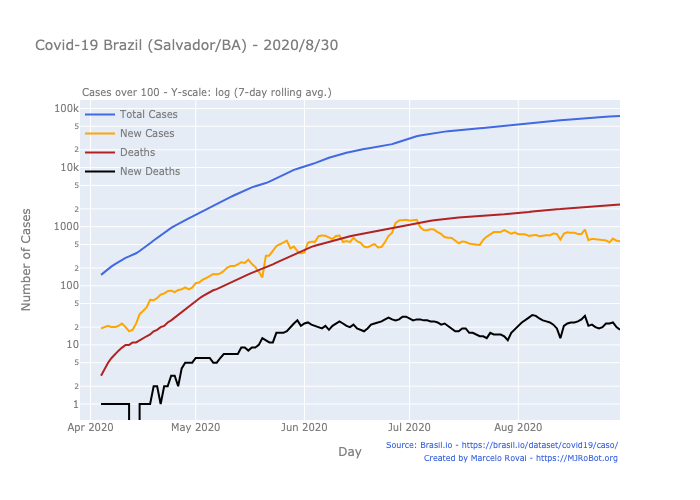 Covid-19 Brazil (Salvador/BA) - 2020/8/30
Cases over 100 - Y-scale: log (7-day rolling avg.)
100k
5
2
10k
5
2
1000
5
2
100
5
2
10
5
2
1
Total Cases
New Cases
Deaths
New Deaths
Number of Cases
Apr 2020
May 2020
Jun 2020
Jul 2020
Aug 2020
Day
Source: Brasil.io - https://brasil.io/dataset/covid19/caso/
Created by Marcelo Rovai - https://MJRoBot.org